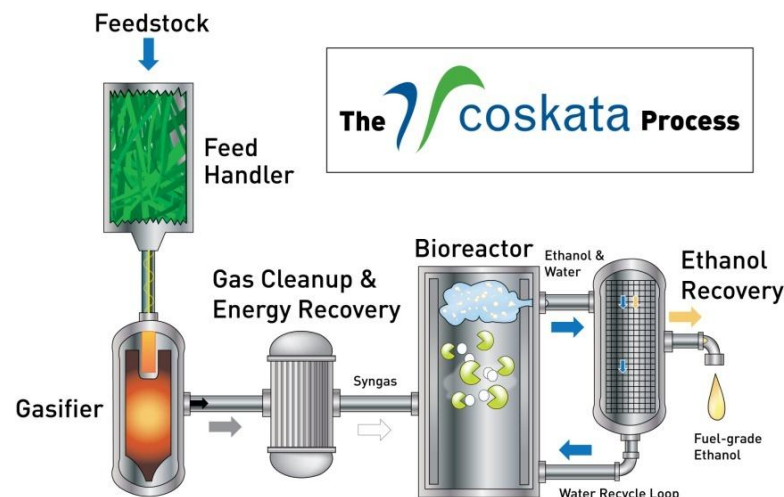 Feedstock
The coskata Process
Feed
Handler
Bioreactor
Ethanol &
Water
Ethanol
Recovery
Gas Cleanup &
Energy Recovery
Syngas
Gasifier
Fuel-grade
Ethanol
Water Recycle Loop